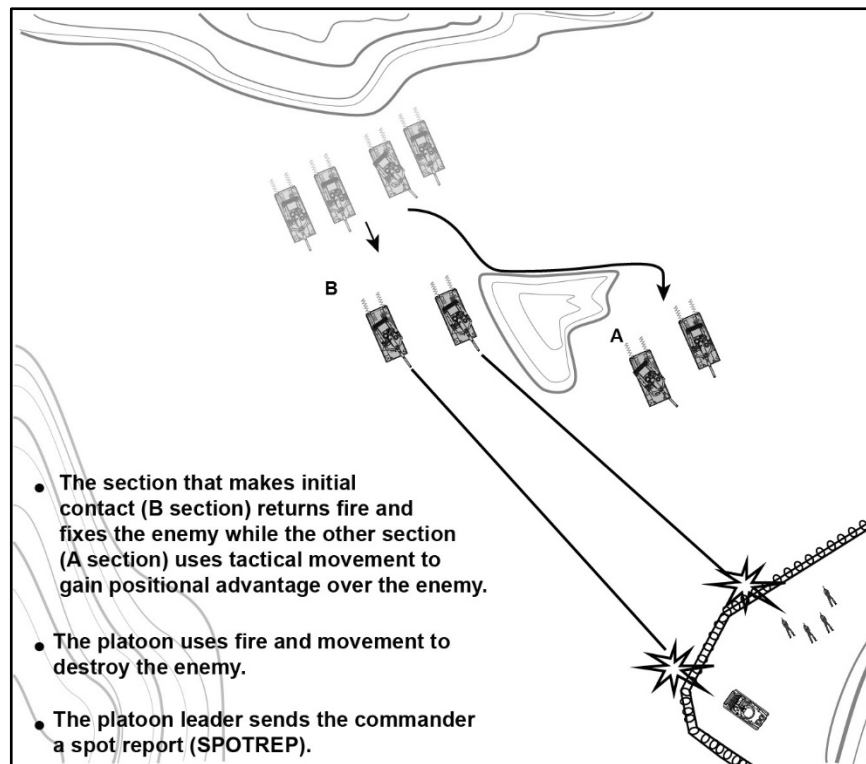 B
A
• The section that makes initial
contact (B section) returns fire and
fixes the enemy while the other section
(A section) uses tactical movement to
gain positional advantage over the enemy.
• The platoon uses fire and movement to
destroy the enemy.
• The platoon leader sends the commander
a spot report (SPOTREP).